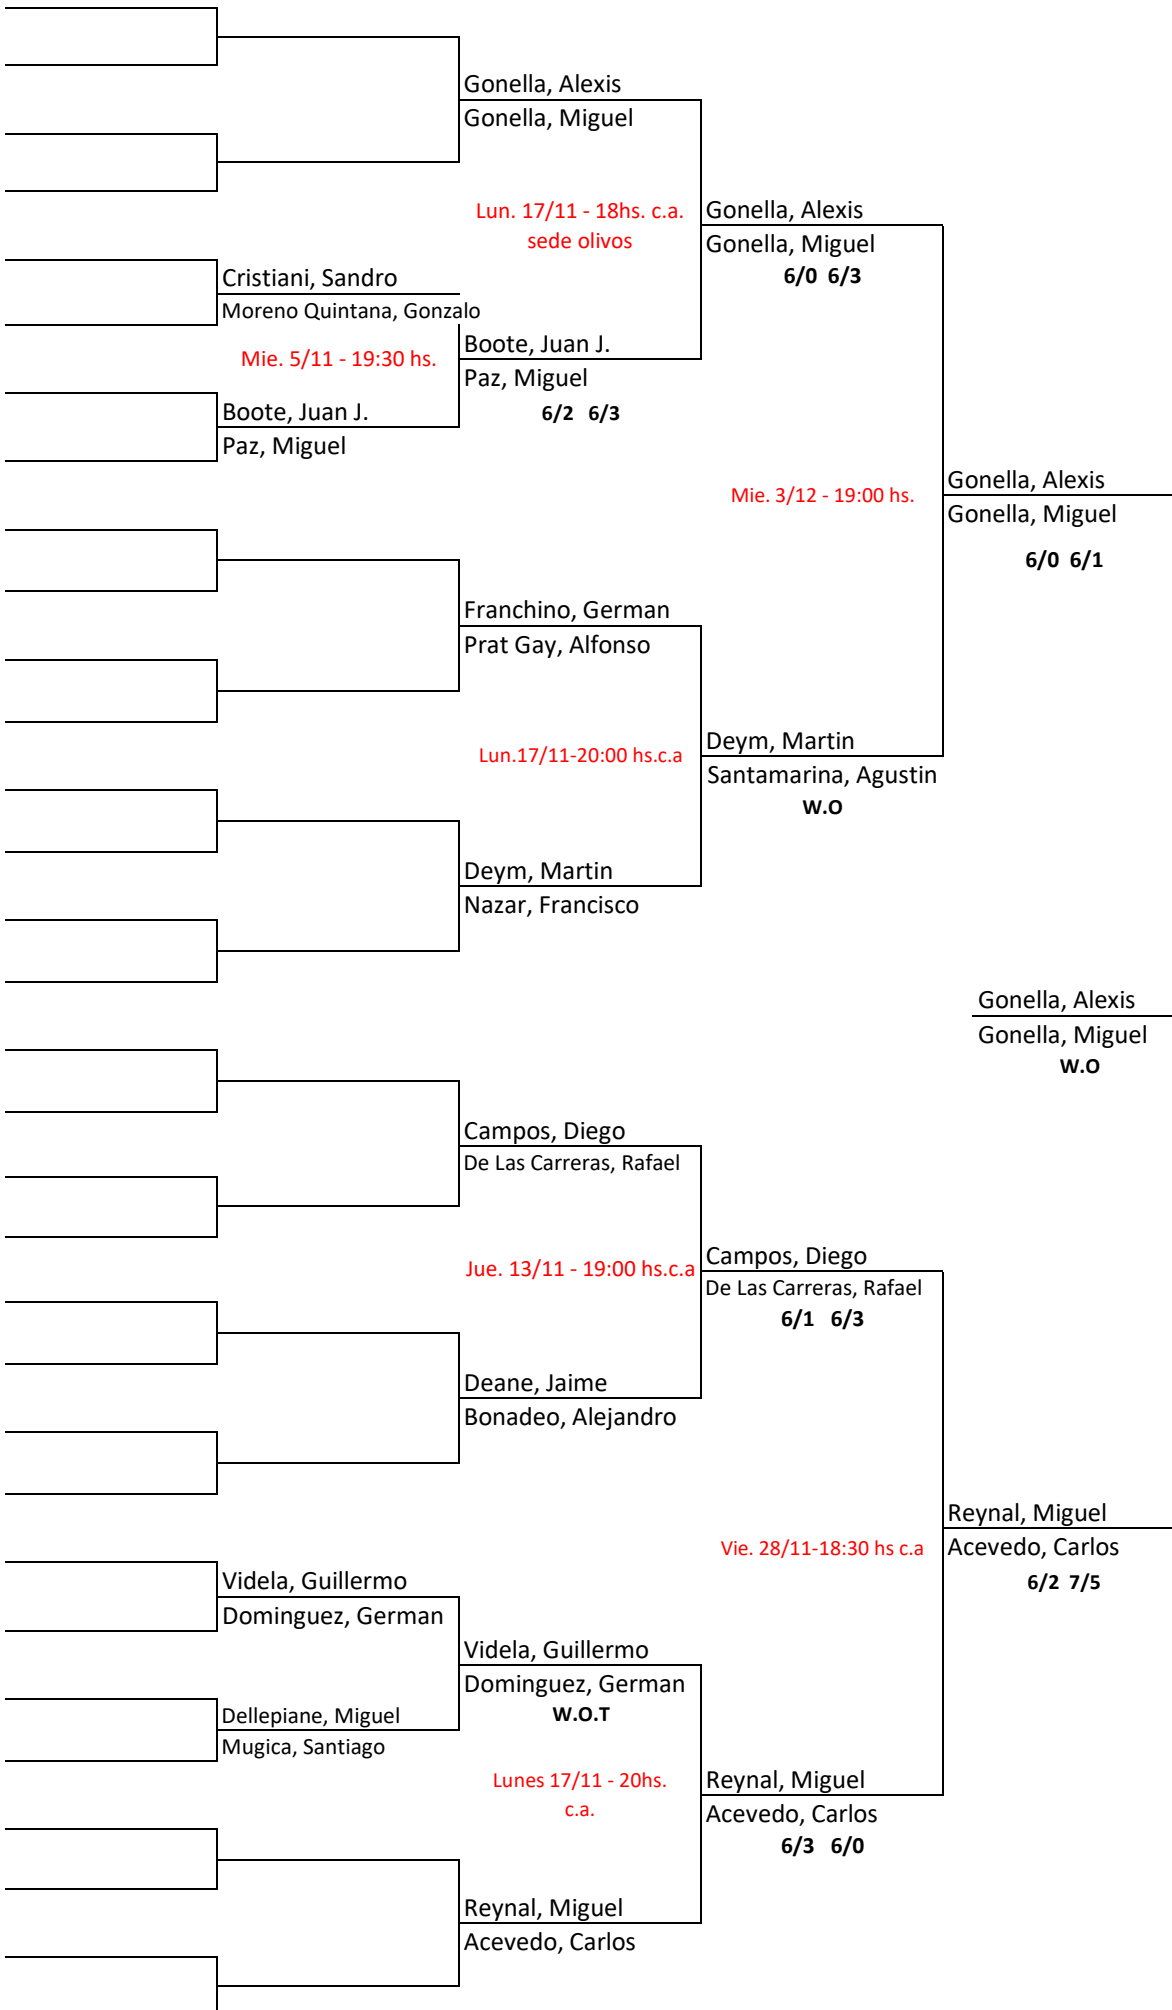 Gonella, Alexis
Gonella, Miguel
Lun. 17/11 - 18hs. c.a.
sede olivos
Gonella, Alexis
Gonella, Miguel
6/0 6/3
Cristiani, Sandro
Moreno Quintana, Gonzalo
Mie. 5/11 - 19:30 hs.
Boote, Juan J.
Paz, Miguel
6/2 6/3
Boote, Juan J.
Paz, Miguel
Mie. 3/12 - 19:00 hs.
Gonella, Alexis
Gonella, Miguel
6/0 6/1
Franchino, German
Prat Gay, Alfonso
Lun.17/11-20:00 hs.c.a
Deym, Martin
Santamarina, Agustin
W.O
Deym, Martin
Nazar, Francisco
Gonella, Alexis
Gonella, Miguel
W.O
Campos, Diego
De Las Carreras, Rafael
Jue. 13/11 - 19:00 hs.c.a
Campos, Diego
De Las Carreras, Rafael
6/1 6/3
Deane, Jaime
Bonadeo, Alejandro
Vie. 28/11-18:30 hs c.a
Reynal, Miguel
Acevedo, Carlos
6/2 7/5
Videla, Guillermo
Dominguez, German
Videla, Guillermo
Dominguez, German
W.O.T
Dellepiane, Miguel
Mugica, Santiago
Lunes 17/11 - 20hs.
c.a.
Reynal, Miguel
Acevedo, Carlos
6/3 6/0
Reynal, Miguel
Acevedo, Carlos